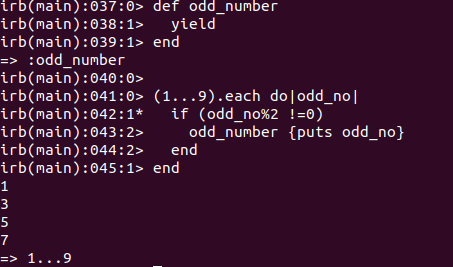 irb(main):037:0> def odd_number
irb(main):038:1>   yield
irb(main):039:1> end
=> :odd_number
irb(main):040:0>
irb(main):041:0> (1...9).each do|odd_no|
irb(main):042:1*   if (odd_no%2 !=0)
irb(main):043:2>     odd_number {puts odd_no}
irb(main):044:2>   end
irb(main):045:1> end
1
3
5
7
=> 1...9